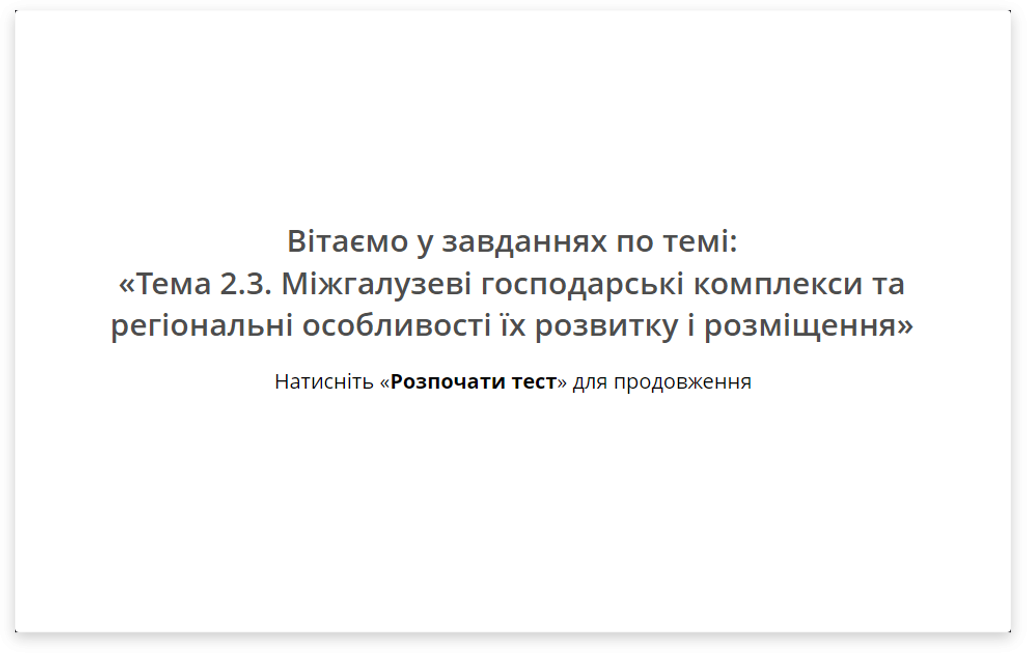 Вітаємо у завданнях по темі:
«Тема 2.3. Міжгалузеві господарські комплекси та
регіональні особливості їх розвитку і розміщення»
Натисніть «Розпочати тест» для продовження